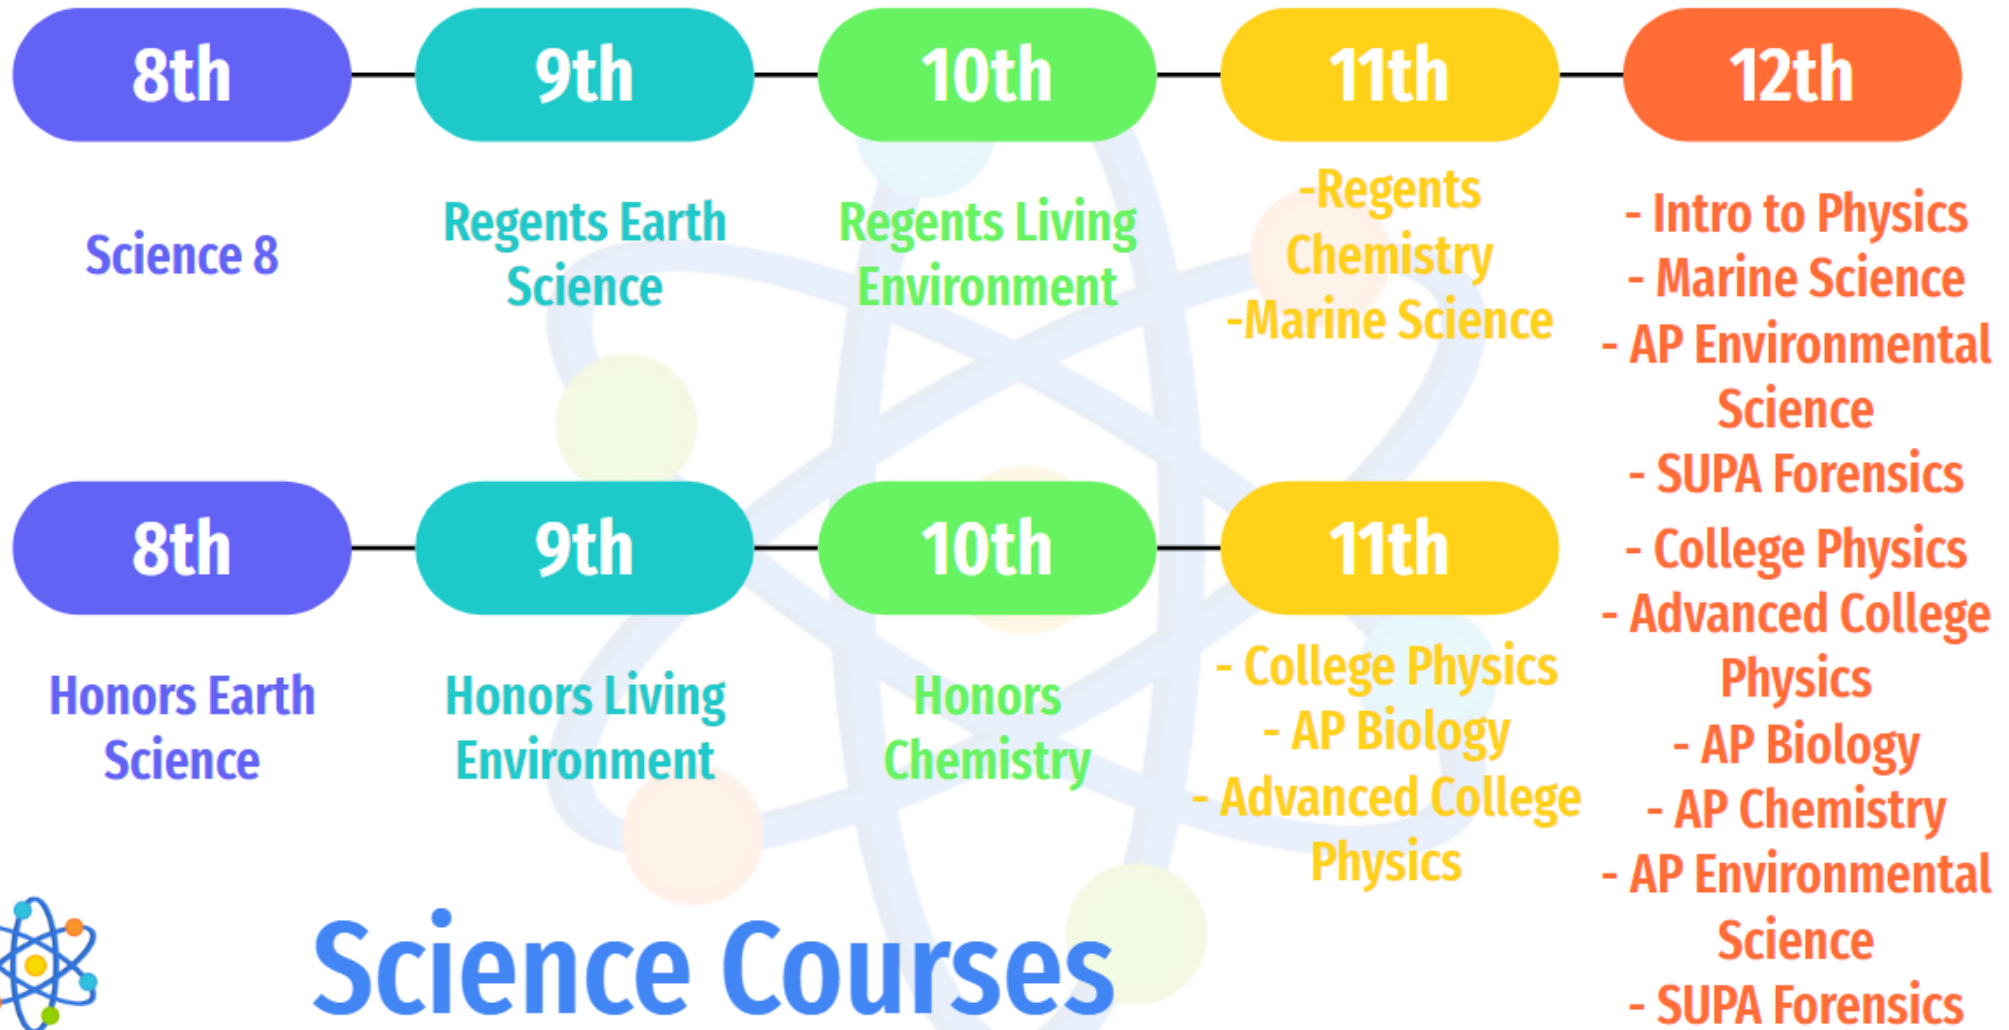 8th
9th
10th
11th
12th
Science 8
Regents Earth
Science
Regents Living
Environment
-Regents
Chemistry
-Marine Science
- Intro to Physics
- Marine Science
- AP Environmental
Science
- SUPA Forensics
8th
9th
10th
11th
Honors Earth
Science
Honors Living
Environment
Honors
Chemistry
- College Physics
- AP Biology
- Advanced College
Physics
- College Physics
- Advanced College
Physics
- AP Biology
- AP Chemistry
- AP Environmental
Science
- SUPA Forensics
Science Courses